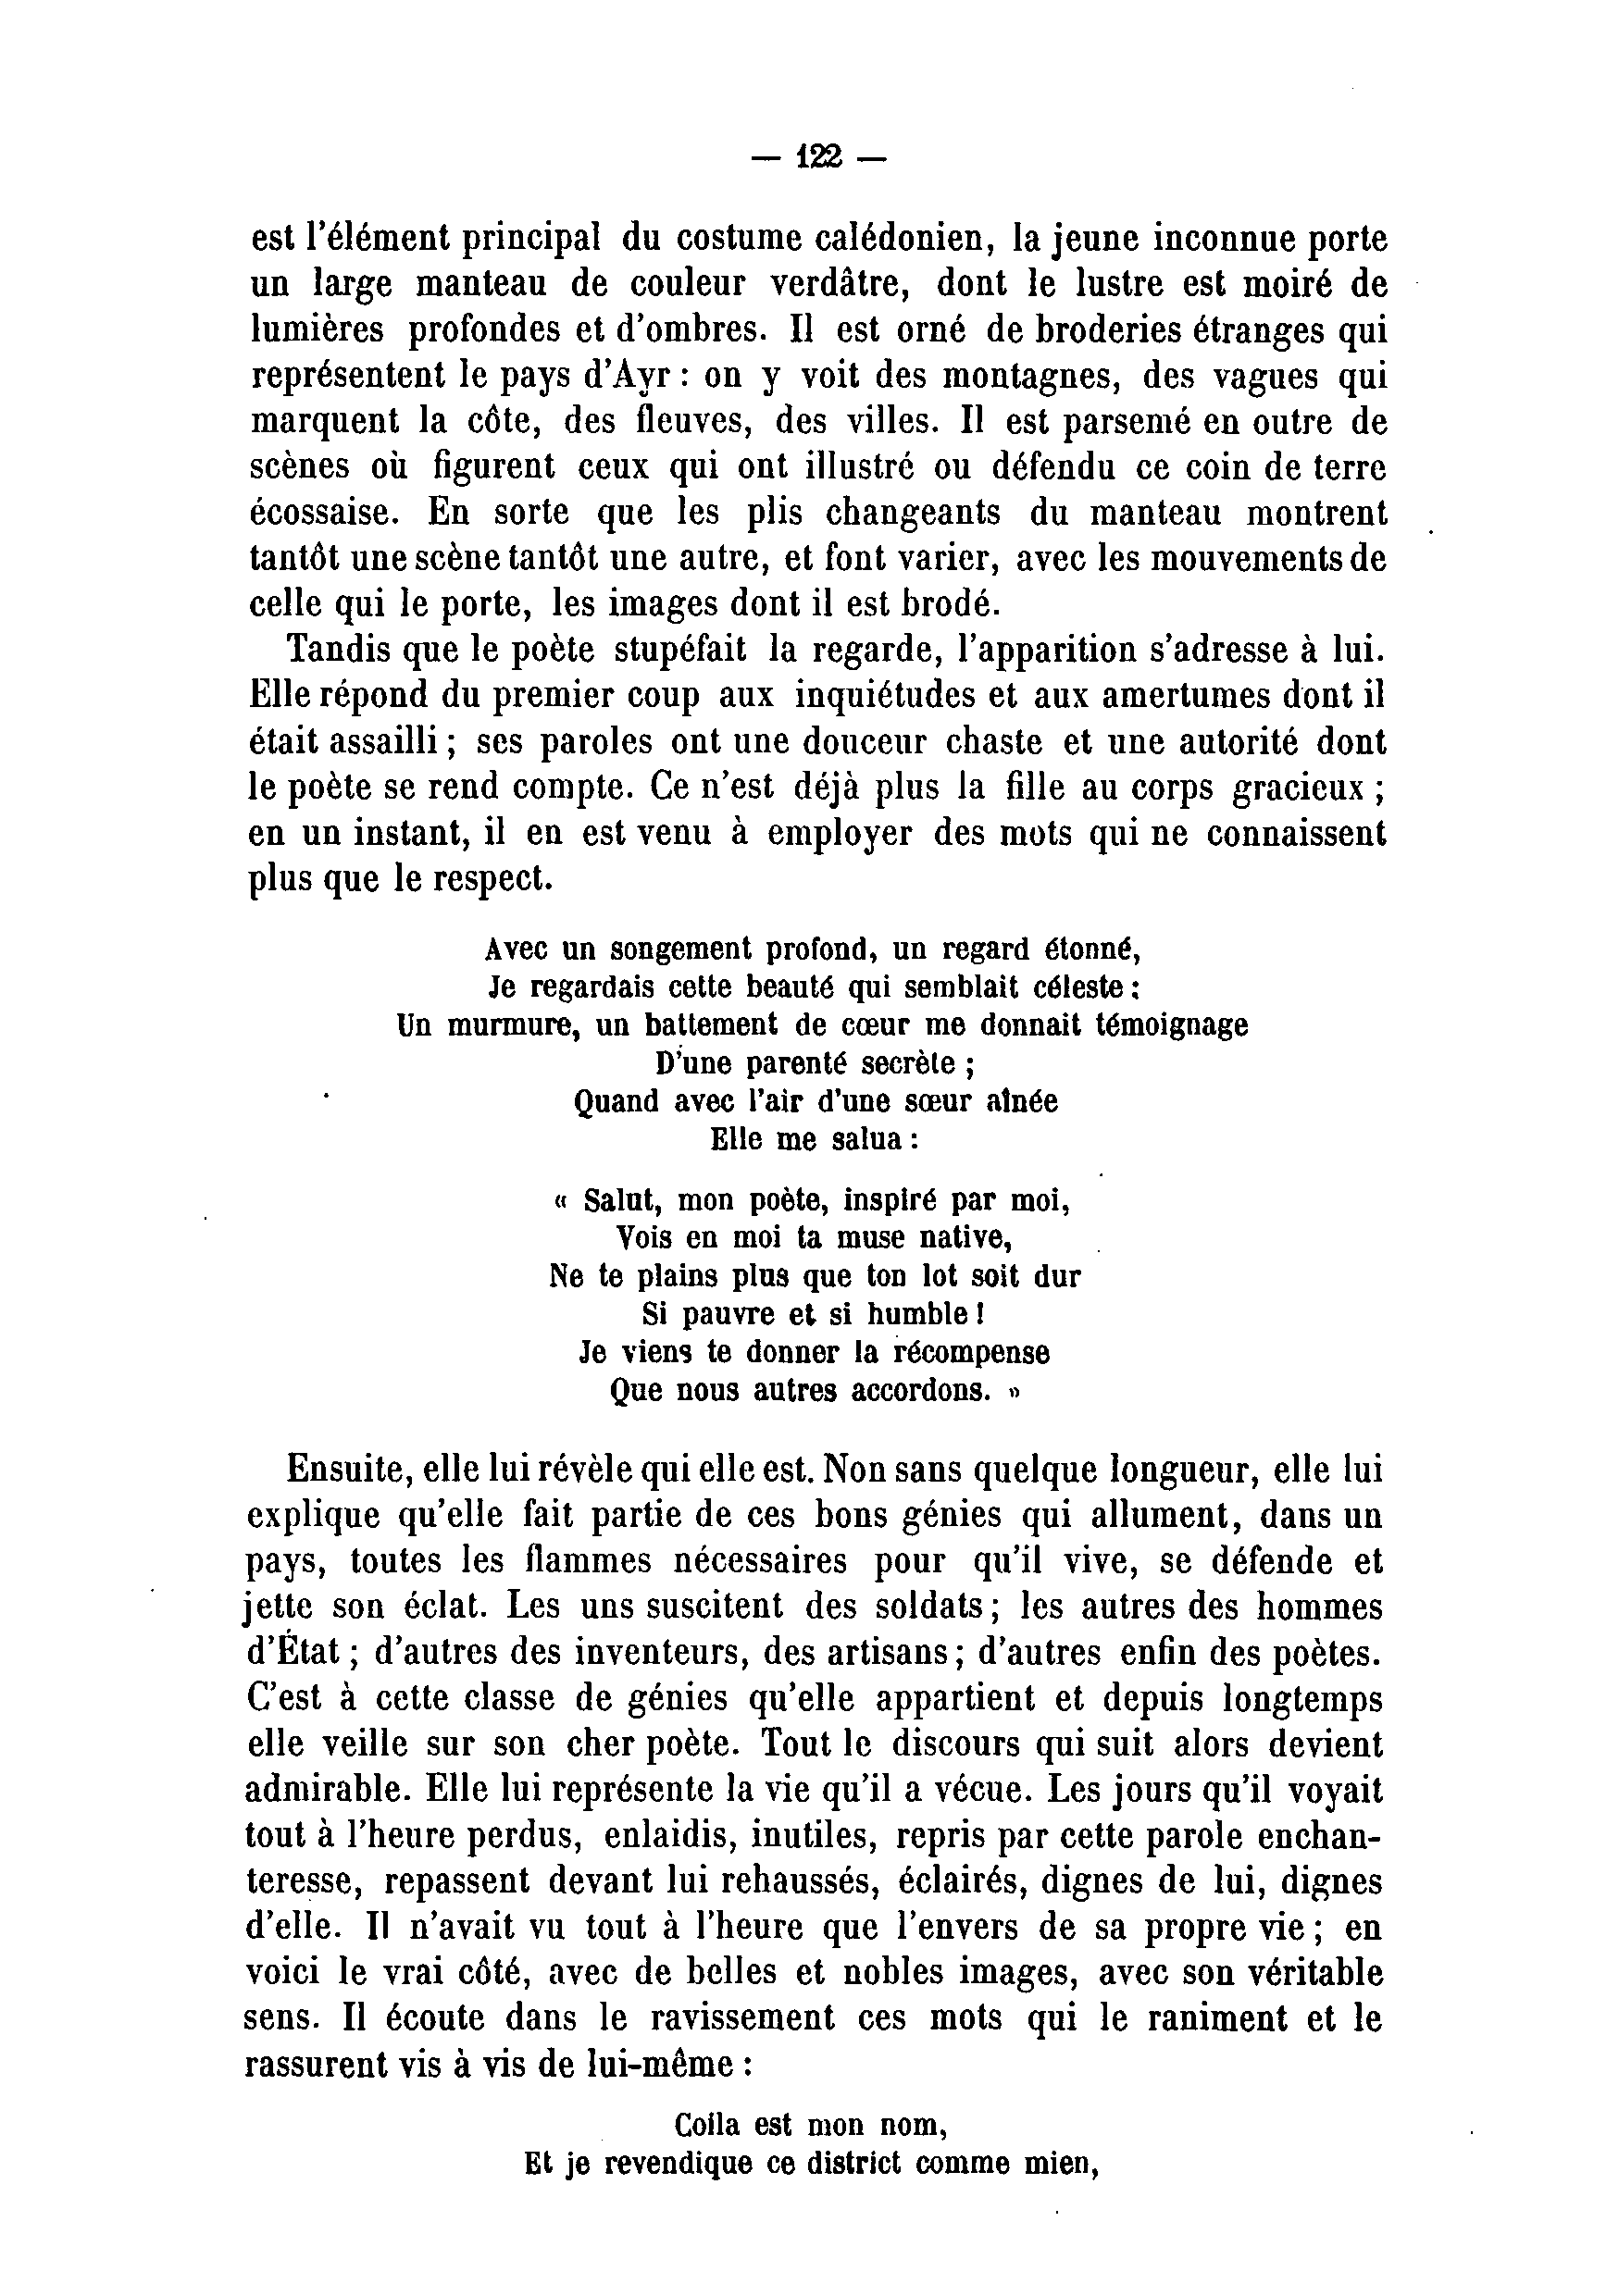 — 122 —
est l'élément principal du costume calédonien, la jeune inconnue porte
un large manteau de couleur verdâtre, dont le lustre est moiré de
lumières profondes et d'ombres. Il est orné de broderies étranges qui
représentent le pays d'Ayr : on y voit des montagnes, des vagues qui
marquent la côte, des fleuves, des villes. Il est parsemé en outre de
scènes où figurent ceux qui ont illustré ou défendu ce coin de terre
écossaise. En sorte que les plis changeants du manteau montrent
tantôt une scène tantôt une autre, et font varier, avec les mouvements de
celle qui le porte, les images dont il est brodé.
Tandis que le poète stupéfait la regarde, l'apparition s'adresse à lui.
Elle répond du premier coup aux inquiétudes et aux amertumes dont il
était assailli ; ses paroles ont une douceur chaste et une autorité dont
le poète se rend compte. Ce n'est déjà plus la fille au corps gracieux ;
en un instant, il en est venu à employer des mots qui ne connaissent
plus que le respect.
Avec un songement profond, un regard étonné,
Je regardais cette beauté qui semblait céleste ;
Un murmure, un battement de cœur me donnait témoignage
D'une parenté secrète ;
Quand avec l'air d'une sœur aînée
Elle me salua :
« Salut, mon poète, inspiré par moi,
Vois en moi ta muse native,
Ne te plains plus que ton lot soit dur
Si pauvre et si humble !
Je viens te donner la récompense
Que nous autres accordons. »
Ensuite, elle lui révèle qui elle est. Non sans quelque longueur, elle lui
explique qu'elle fait partie de ces bons génies qui allument, dans un
pays, toutes les flammes nécessaires pour qu'il vive, se défende et
jette son éclat. Les uns suscitent des soldats ; les autres des hommes
d'État ; d'autres des inventeurs, des artisans ; d'autres enfin des poètes.
C'est à cette classe de génies qu'elle appartient et depuis longtemps
elle veille sur son cher poète. Tout le discours qui suit alors devient
admirable. Elle lui représente la vie qu'il a vécue. Les jours qu'il voyait
tout à l'heure perdus, enlaidis, inutiles, repris par cette parole enchan-
teresse, repassent devant lui rehaussés, éclairés, dignes de lui, dignes
d'elle. Il n'avait vu tout à l'heure que l'envers de sa propre vie ; en
voici le vrai côté, avec de belles et nobles images, avec son véritable
sens. Il écoute dans le ravissement ces mots qui le raniment et le
rassurent vis à vis de lui-même :
Coila est mon nom,
Et je revendique ce district comme mien,